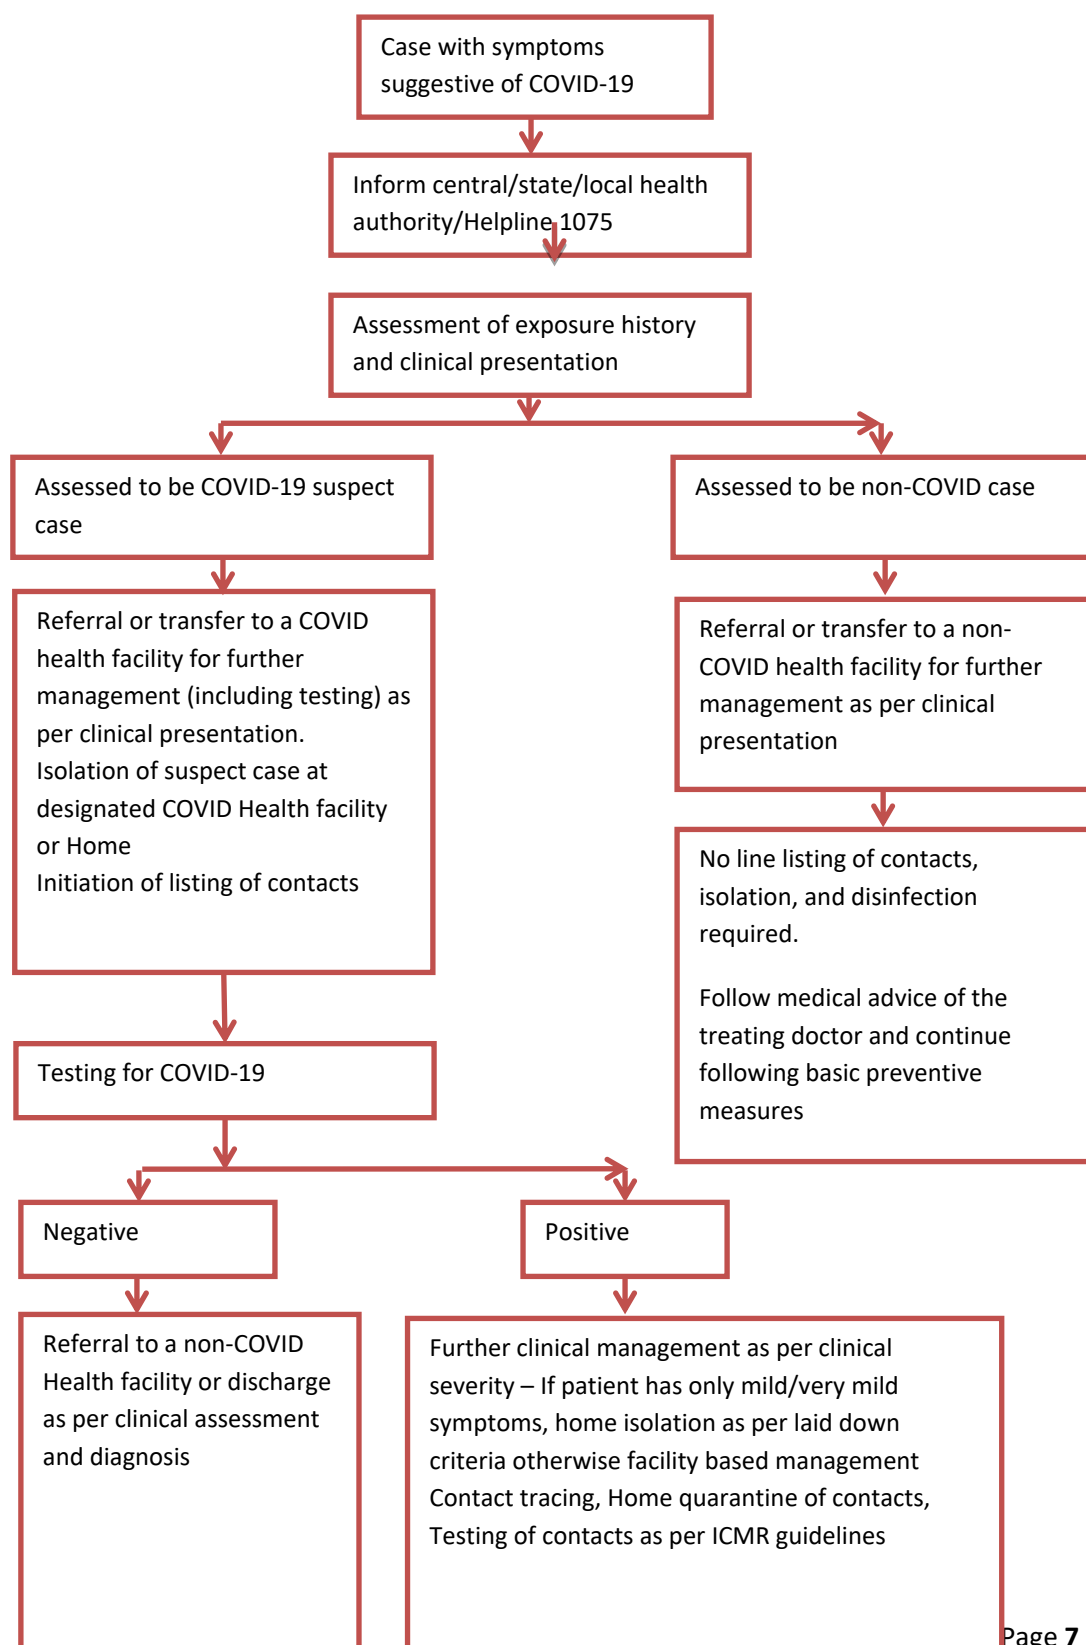 Case with symptoms
suggestive of COVID-19
Inform central/state/local health
authority/Helpline 1075
Assessment of exposure history
and clinical presentation
Assessed to be COVID-19 suspect
case
Assessed to be non-COVID case
Referral or transfer to a COVID
health facility for further
management (including testing) as
per clinical presentation.
Isolation of suspect case at
designated COVID Health facility
or Home
Initiation of listing of contacts
Referral or transfer to a non-
COVID health facility for further
management as per clinical
presentation
No line listing of contacts,
isolation, and disinfection
required.
Follow medical advice of the
treating doctor and continue
following basic preventive
measures
Testing for COVID-19
Negative
Positive
Referral to a non-COVID
Health facility or discharge
as per clinical assessment
and diagnosis
Further clinical management as per clinical
severity – If patient has only mild/very mild
symptoms, home isolation as per laid down
criteria otherwise facility based management
Contact tracing, Home quarantine of contacts,
Testing of contacts as per ICMR guidelines
Page 7